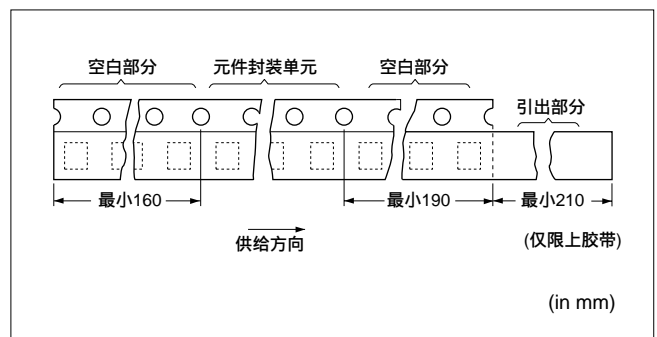 空白部分 元件封装单元 空白部分
引出部分
最小160 最小190 最小210
供给方向 (仅限上胶带)
(in mm)